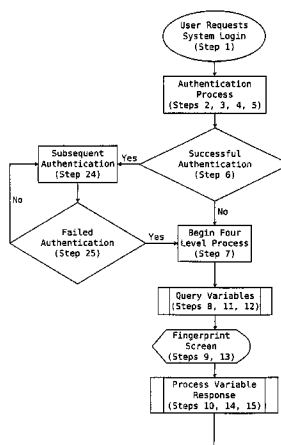 User Requests
System Login
(Step 1)
Authentication
Process
(Steps 2, 3, 4, 5)
Subsequent
Authentication
(Step 24)
Yes
Successful
Authentication
(Step 6)
No
No
Failed
Authentication
(Step 25)
Yes
Begin Four
Level Process
(Step 7)
Query Variables
(Steps 8, 11, 12)
Fingerprint
Screen
(Steps 9, 13)
Process Variable
Response
(Steps 10, 14, 15)